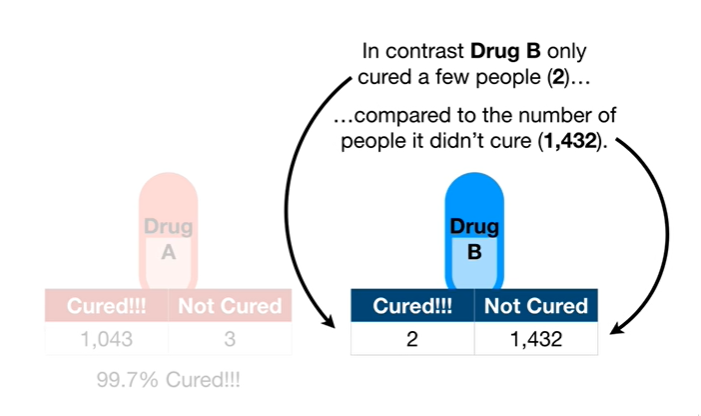 In contrast Drug B only
cured a few people (2)…
…compared to the number of
people it didn’t cure (1,432).
Drug
A
Cured!!! Not Cured
1,043 3
99.7% Cured!!!
Drug
B
Cured!!! Not Cured
2 1,432